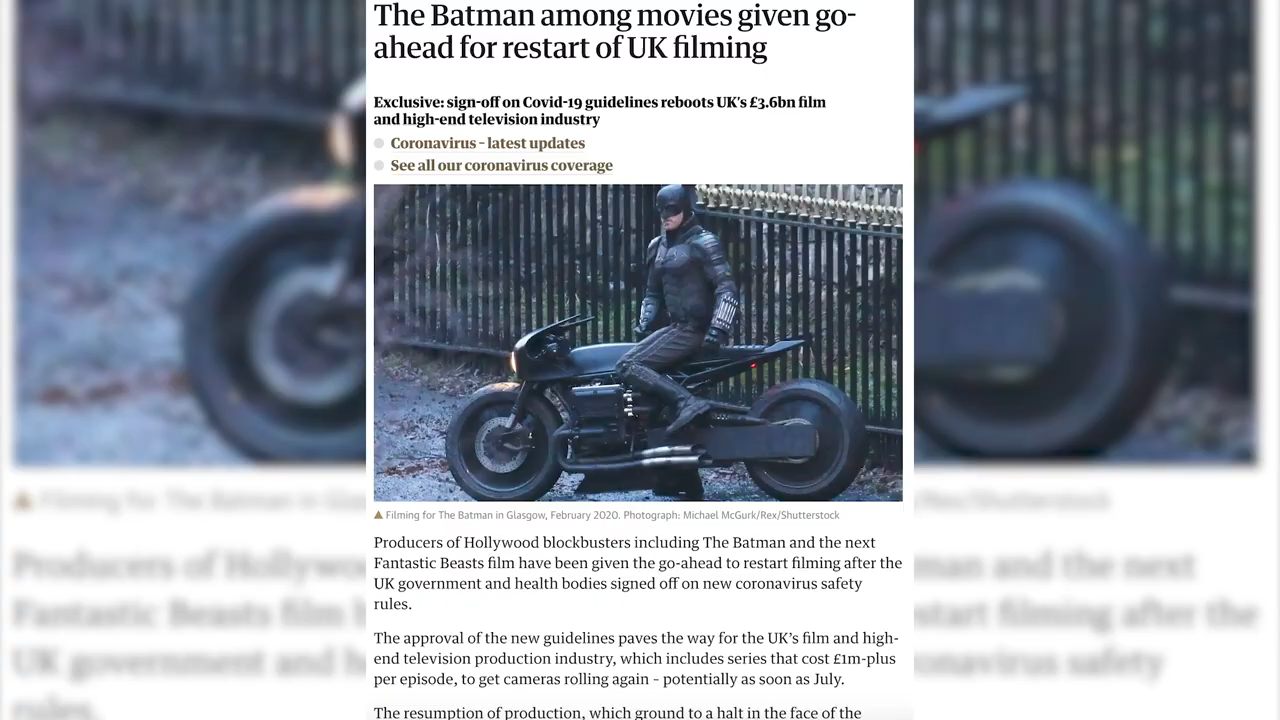 The Batman among movies given go-
ahead for restart of UK filming
Exclusive: sign-off on Covid-19 guidelines reboots UK's £3.6bn film
and high-end television industry
Coronavirus – latest updates
See all our coronavirus coverage
Filming for The Batman in Glasgow, February 2020. Photograph: Michael McGurk/Rex/Shutterstock
Producers of Hollywood blockbusters including The Batman and the next
Fantastic Beasts film have been given the go-ahead to restart filming after the
UK government and health bodies signed off on new coronavirus safety
rules.
The approval of the new guidelines paves the way for the UK's film and high-
end television production industry, which includes series that cost £1m-plus
per episode, to get cameras rolling again – potentially as soon as July.
The resumption of production, which ground to a halt in the face of the